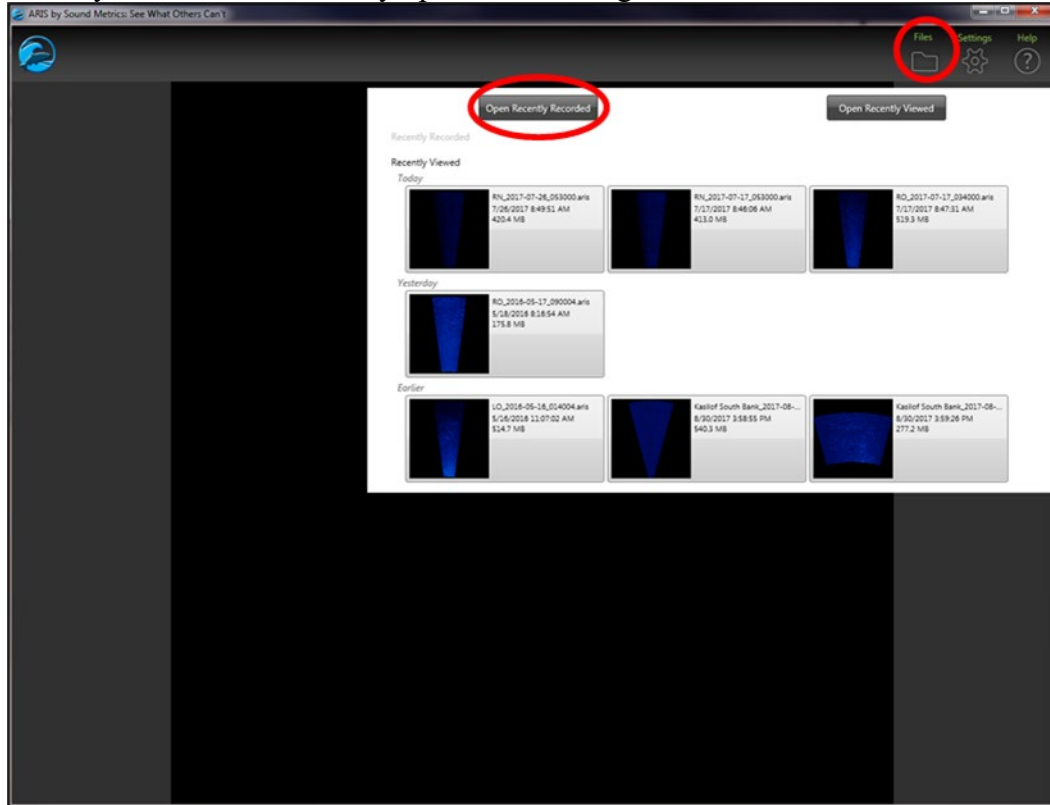 ARIS by Sound Metrics: See What Others Can't
Files Settings Help
Open Recently Recorded Open Recently Viewed
Recently Recorded
Recently Viewed
Today
RN_2017-07-26_053000.aris
7/26/2017 8:49:51 AM
420.4 MB
RN_2017-07-17_053000.aris
7/17/2017 8:46:06 AM
413.0 MB
RO_2017-07-17_034000.aris
7/17/2017 8:47:31 AM
519.3 MB
Yesterday
RO_2016-05-17_090004.aris
5/18/2016 8:16:54 AM
175.8 MB
Earlier
LO_2016-05-16_014004.aris
5/16/2016 11:07:02 AM
514.7 MB
Kasilof South Bank_2017-08-...
8/30/2017 3:58:55 PM
540.3 MB
Kasilof South Bank_2017-08-...
8/30/2017 3:59:26 PM
277.2 MB